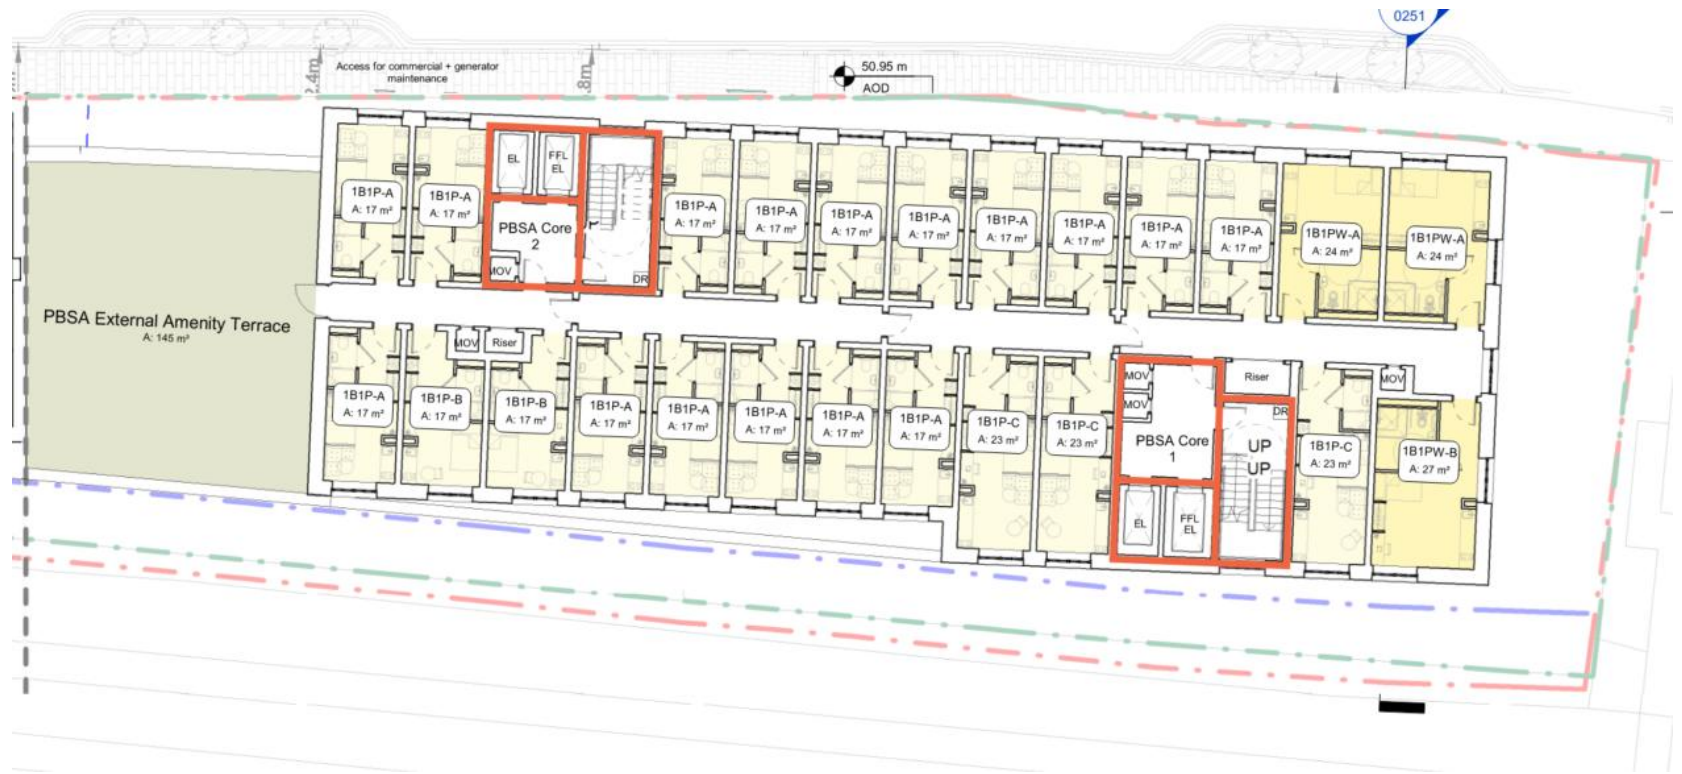 0251
Access for commercial + generator
maintenance
50.95 m
AOD
2.4m
.8m
EL
FFL
EL
1B1P-A
A: 17 m²
1B1P-A
A: 17 m²
PBSA Core
2
MOV
DR
1B1P-A
A: 17 m²
1B1P-A
A: 17 m²
1B1P-A
A: 17 m²
1B1P-A
A: 17 m²
1B1P-A
A: 17 m²
1B1P-A
A: 17 m²
1B1P-A
A: 17 m²
1B1P-A
A: 17 m²
1B1PW-A
A: 24 m²
1B1PW-A
A: 24 m²
PBSA External Amenity Terrace
A: 145 m²
MOV
Riser
1B1P-A
A: 17 m²
1B1P-B
A: 17 m²
1B1P-B
A: 17 m²
1B1P-A
A: 17 m²
1B1P-A
A: 17 m²
1B1P-A
A: 17 m²
1B1P-A
A: 17 m²
1B1P-A
A: 17 m²
1B1P-C
A: 23 m²
1B1P-C
A: 23 m²
MOV
MOV
PBSA Core
1
Riser
DR
UP
UP
EL
FFL
EL
1B1P-C
A: 23 m²
MOV
1B1PW-B
A: 27 m²